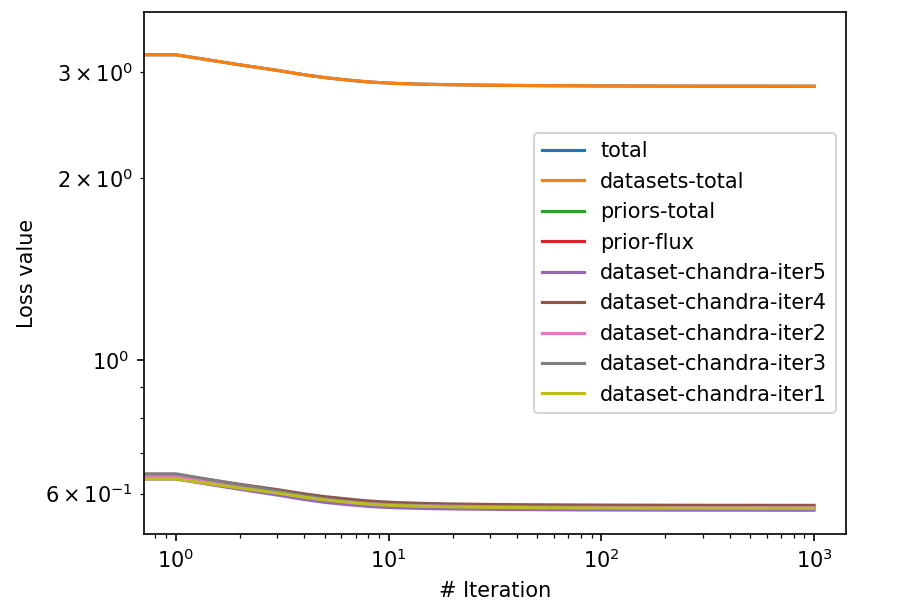 3 × 10⁰
2 × 10⁰
10⁰
6 × 10⁻¹
Loss value
total
datasets-total
priors-total
prior-flux
dataset-chandra-iter5
dataset-chandra-iter4
dataset-chandra-iter2
dataset-chandra-iter3
dataset-chandra-iter1
10⁰ 10¹ 10² 10³
# Iteration